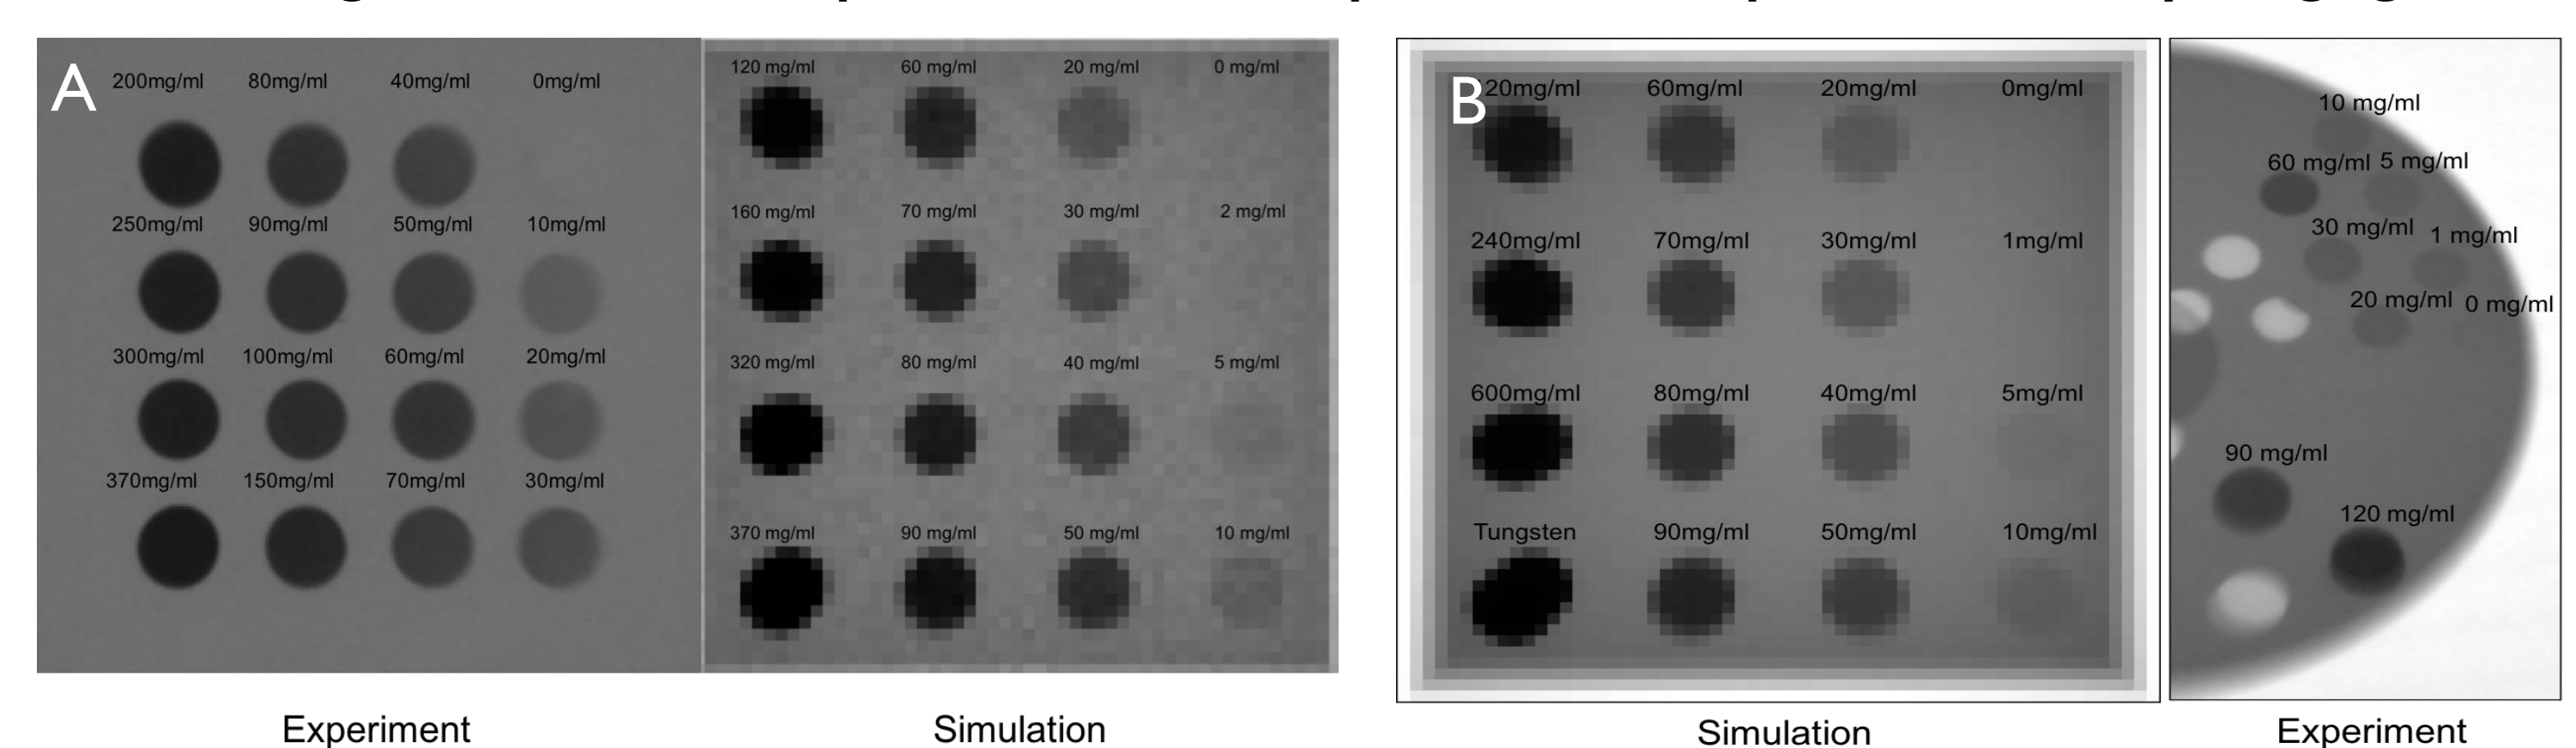 A
200mg/ml 80mg/ml 40mg/ml 0mg/ml
250mg/ml 90mg/ml 50mg/ml 10mg/ml
300mg/ml 100mg/ml 60mg/ml 20mg/ml
370mg/ml 150mg/ml 70mg/ml 30mg/ml
Experiment
120 mg/ml 60 mg/ml 20 mg/ml 0 mg/ml
160 mg/ml 70 mg/ml 30 mg/ml 2 mg/ml
320 mg/ml 80 mg/ml 40 mg/ml 5 mg/ml
370 mg/ml 90 mg/ml 50 mg/ml 10 mg/ml
Simulation
B
20mg/ml 60mg/ml 20mg/ml 0mg/ml
240mg/ml 70mg/ml 30mg/ml 1mg/ml
600mg/ml 80mg/ml 40mg/ml 5mg/ml
Tungsten 90mg/ml 50mg/ml 10mg/ml
Simulation
10 mg/ml
60 mg/ml 5 mg/ml
30 mg/ml 1 mg/ml
20 mg/ml 0 mg/ml
90 mg/ml
120 mg/ml
Experiment